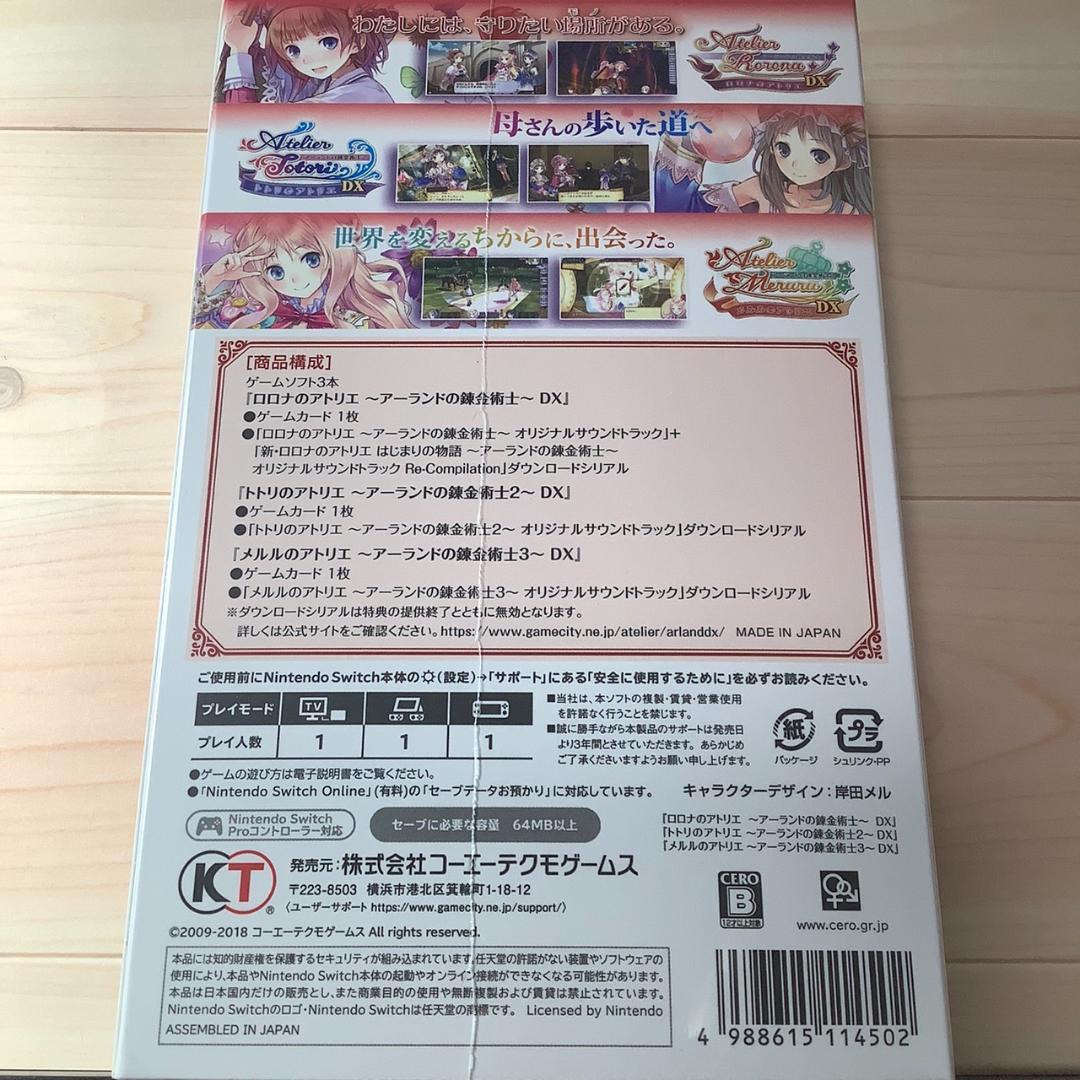 わたしには、守りたい場所がある。
モノ
Atelier
Rorona
DX
ロロナのアトリエ
母さんの歩いた道へ
Atelier
Totori
トトリのアトリエ DX
世界を変えるちからに、出会った。
Atelier
Meruru
メルルのアトリエ DX
[商品構成]
ゲームソフト3本
『ロロナのアトリエ ～アーランドの錬金術士～ DX』
●ゲームカード 1枚
●「ロロナのアトリエ ～アーランドの錬金術士～ オリジナルサウンドトラック」+
「新・ロロナのアトリエ はじまりの物語 ～アーランドの錬金術士～
オリジナルサウンドトラック Re-Compilation」ダウンロードシリアル
『トトリのアトリエ ～アーランドの錬金術士2～ DX』
●ゲームカード 1枚
●「トトリのアトリエ ～アーランドの錬金術士2～ オリジナルサウンドトラック」ダウンロードシリアル
『メルルのアトリエ ～アーランドの錬金術士3～ DX』
●ゲームカード 1枚
●「メルルのアトリエ ～アーランドの錬金術士3～ オリジナルサウンドトラック」ダウンロードシリアル
※ダウンロードシリアルは特典の提供終了とともに無効となります。
詳しくは公式サイトをご確認ください。https://www.gamecity.ne.jp/atelier/arlanddx/ MADE IN JAPAN
ご使用前にNintendo Switch本体の(設定)→「サポート」にある「安全に使用するために」を必ずお読みください。
プレイモード TV
プレイ人数 1 1 1
■当社は、本ソフトの複製・賃貸・営業使用
を許諾なく行うことを禁じます。
■誠に勝手ながら本製品のサポートは発売日
より3年間とさせていただきます。あらかじめ
ご了承くださいますようお願い申し上げます。
紙
パッケージ
プラ
シュリンク・PP
●ゲームの遊び方は電子説明書をご覧ください。
●「Nintendo Switch Online」(有料)の「セーブデータお預かり」に対応しています。
キャラクターデザイン：岸田メル
Nintendo Switch
Proコントローラー対応
セーブに必要な容量 64MB以上
『ロロナのアトリエ ～アーランドの錬金術士～ DX』
『トトリのアトリエ ～アーランドの錬金術士2～ DX』
『メルルのアトリエ ～アーランドの錬金術士3～ DX』
KT
®
発売元：株式会社コーエーテクモゲームス
〒223-8503 横浜市港北区箕輪町1-18-12
〈ユーザーサポート https://www.gamecity.ne.jp/support/〉
CERO
B
12才以上対象
www.cero.gr.jp
©2009-2018 コーエーテクモゲームス All rights reserved.
本品には知的財産権を保護するセキュリティが組み込まれています。任天堂の許諾がない装置やソフトウェアの
使用により、本品やNintendo Switch本体の起動やオンライン接続ができなくなる可能性があります。
本品は日本国内だけの販売とし、また商業目的の使用や無断複製および賃貸は禁止されています。
Nintendo Switchのロゴ・Nintendo Switchは任天堂の商標です。 Licensed by Nintendo
ASSEMBLED IN JAPAN
4 988615 114502